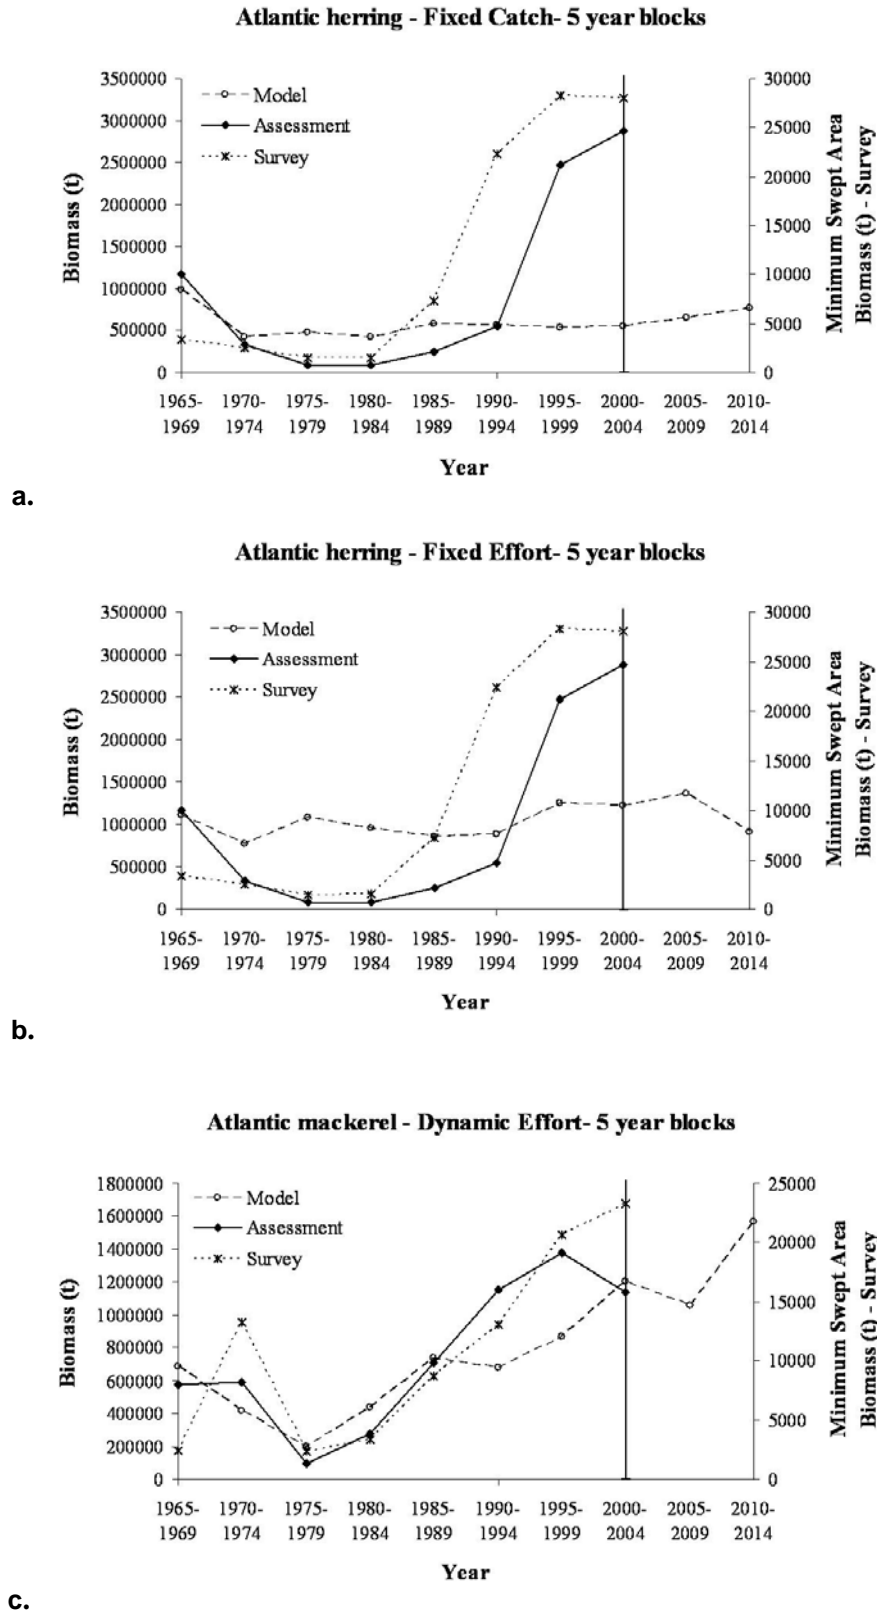 Atlantic herring - Fixed Catch- 5 year blocks
3500000
3000000
2500000
2000000
1500000
1000000
500000
0
Biomass (t)
Model
Assessment
Survey
30000
25000
20000
15000
10000
5000
0
Minimum Swept Area
Biomass (t) - Survey
1965- 1970- 1975- 1980- 1985- 1990- 1995- 2000- 2005- 2010-
1969 1974 1979 1984 1989 1994 1999 2004 2009 2014
Year
a.
Atlantic herring - Fixed Effort- 5 year blocks
3500000
3000000
2500000
2000000
1500000
1000000
500000
0
Biomass (t)
Model
Assessment
Survey
30000
25000
20000
15000
10000
5000
0
Minimum Swept Area
Biomass (t) - Survey
1965- 1970- 1975- 1980- 1985- 1990- 1995- 2000- 2005- 2010-
1969 1974 1979 1984 1989 1994 1999 2004 2009 2014
Year
b.
Atlantic mackerel - Dynamic Effort- 5 year blocks
1800000
1600000
1400000
1200000
1000000
800000
600000
400000
200000
0
Biomass (t)
Model
Assessment
Survey
25000
20000
15000
10000
5000
0
Minimum Swept Area
Biomass (t) - Survey
1965- 1970- 1975- 1980- 1985- 1990- 1995- 2000- 2005- 2010-
1969 1974 1979 1984 1989 1994 1999 2004 2009 2014
Year
c.